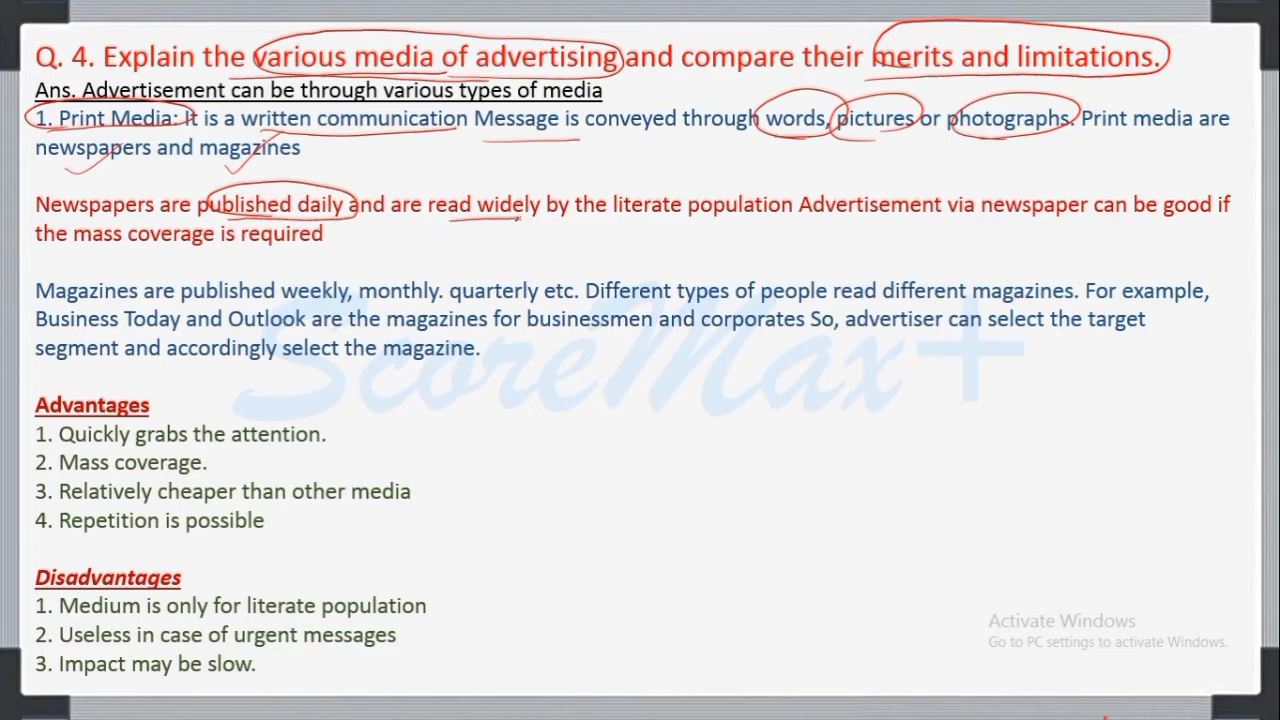 Q. 4. Explain the various media of advertising and compare their merits and limitations.
Ans. Advertisement can be through various types of media
1. Print Media: It is a written communication Message is conveyed through words, pictures or photographs. Print media are
newspapers and magazines
Newspapers are published daily and are read widely by the literate population Advertisement via newspaper can be good if
the mass coverage is required
Magazines are published weekly, monthly. quarterly etc. Different types of people read different magazines. For example,
Business Today and Outlook are the magazines for businessmen and corporates So, advertiser can select the target
segment and accordingly select the magazine.
ScoreMax+
Advantages
1. Quickly grabs the attention.
2. Mass coverage.
3. Relatively cheaper than other media
4. Repetition is possible
Disadvantages
1. Medium is only for literate population
2. Useless in case of urgent messages
3. Impact may be slow.
Activate Windows
Go to PC settings to activate Windows.